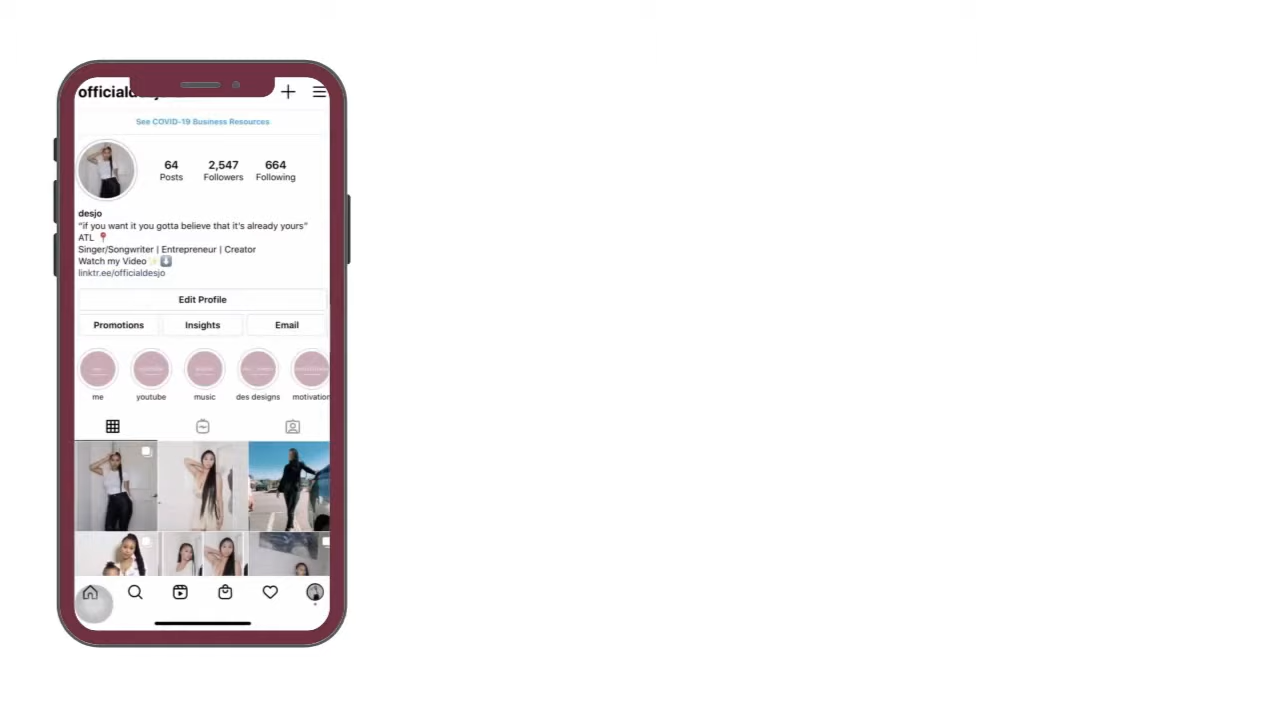 officialdesjo
See COVID-19 Business Resources
64 2,547 664
Posts Followers Following
desjo
"if you want it you gotta believe that it's already yours"
ATL 📍
Singer/Songwriter | Entrepreneur | Creator
Watch my Video✨⬇️
linktr.ee/officialdesjo
Edit Profile
Promotions Insights Email
me youtube music des designs motivation